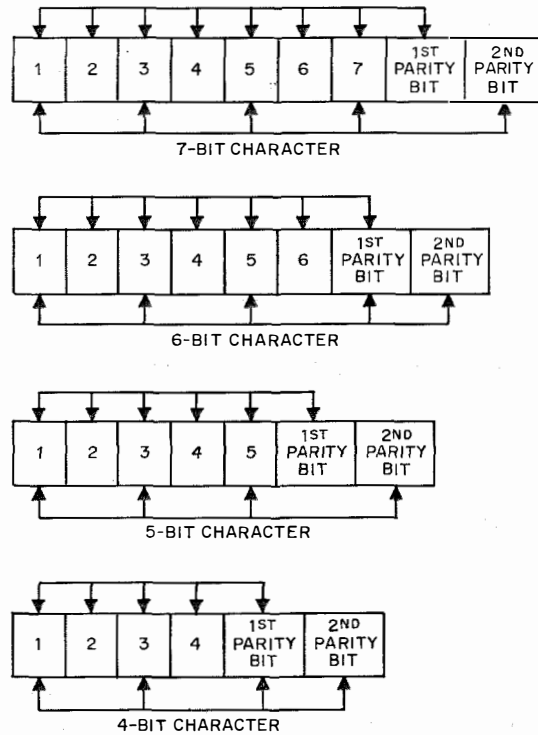 1 2 3 4 5 6 7 1ST PARITY BIT 2ND PARITY BIT
7-BIT CHARACTER
1 2 3 4 5 6 1ST PARITY BIT 2ND PARITY BIT
6-BIT CHARACTER
1 2 3 4 5 1ST PARITY BIT 2ND PARITY BIT
5-BIT CHARACTER
1 2 3 4 1ST PARITY BIT 2ND PARITY BIT
4-BIT CHARACTER